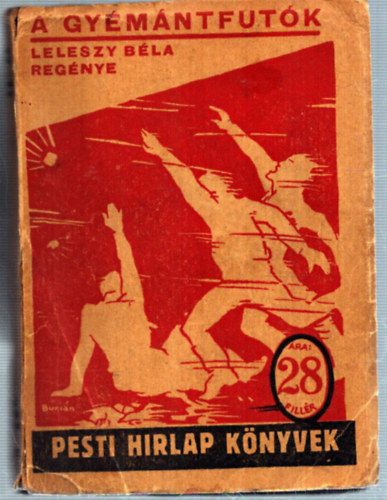 A GYÉMÁNTFUTÓK
LELESZY BÉLA
REGÉNYE
ÁRA:
28
FILLÉR
PESTI HIRLAP KÖNYVEK